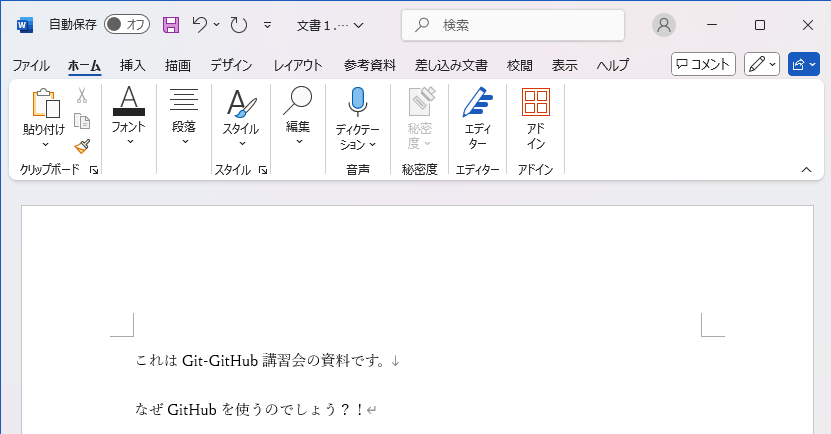 自動保存 オフ 文書 1.… 検索
ファイル ホーム 挿入 描画 デザイン レイアウト 参考資料 差し込み文書 校閲 表示 ヘルプ コメント
貼り付け フォント 段落 スタイル 編集 ディクテーション 秘密度 エディター アドイン
クリップボード スタイル 音声 秘密度 エディター アドイン
これは Git-GitHub 講習会の資料です。↓
なぜ GitHub を使うのでしょう？！↵